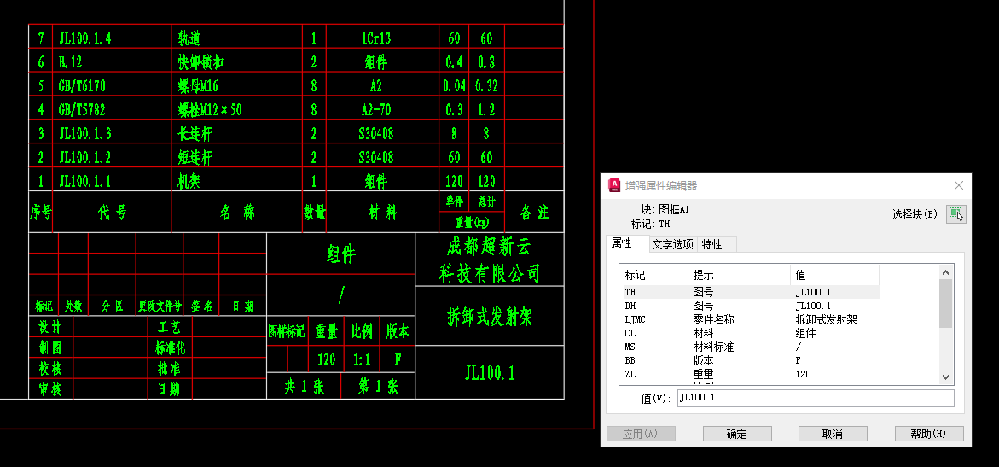 7 JL100.1.4 轨道 1 1Cr13 60 60
6 B.12 快卸锁扣 2 组件 0.4 0.8
5 GB/T6170 螺母M16 8 A2 0.04 0.32
4 GB/T5782 螺栓M12×50 8 A2-70 0.3 1.2
3 JL100.1.3 长连杆 2 S30408 8 8
2 JL100.1.2 短连杆 2 S30408 60 60
1 JL100.1.1 机架 1 组件 120 120
序号 代号 名称 数量 材料 单件 总计 备注
重量(kg)
组件
成都超新云
科技有限公司
/
拆卸式发射架
标记 处数 分区 更改文件号 签名 日期
设计 工艺
图样标记 重量 比例 版本
制图 标准化
120 1:1 F
JL100.1
校核 批准
共 1 张 第 1 张
审核 日期
增强属性编辑器
块: 图框A1
标记: TH
选择块(B)
属性 文字选项 特性
标记 提示 值
TH 图号 JL100.1
DH 图号 JL100.1
LJMC 零件名称 拆卸式发射架
CL 材料 组件
MS 材料标准 /
BB 版本 F
ZL 重量 120
值(V): JL100.1
应用(A) 确定 取消 帮助(H)